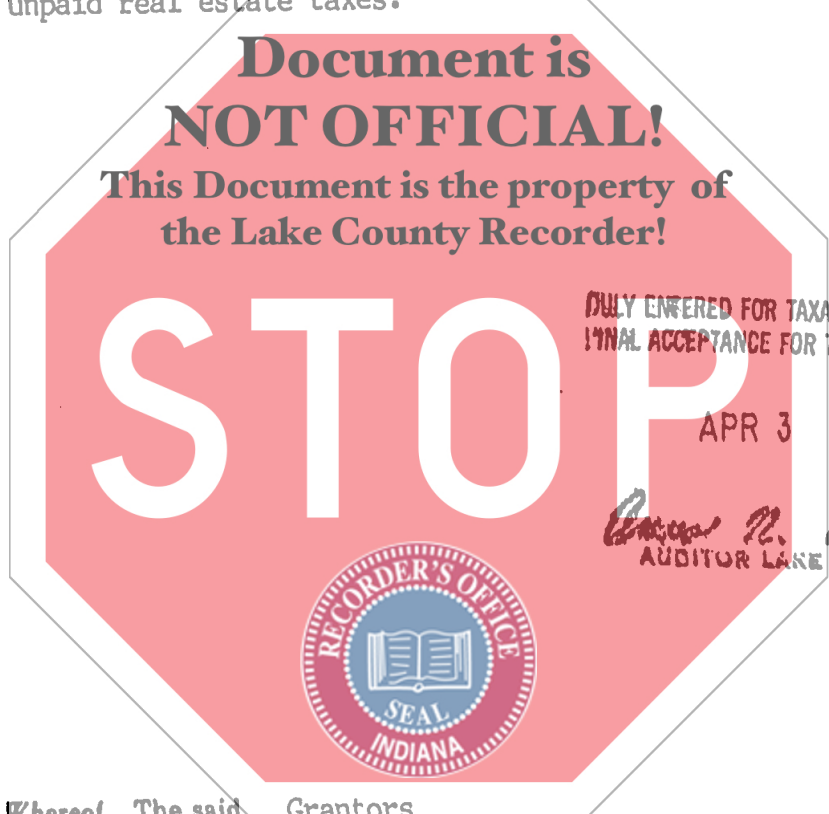 unpaid real estate taxes.
Document is
NOT OFFICIAL!
This Document is the property of
the Lake County Recorder!
STOP
DULY ENTERED FOR TAXA
FINAL ACCEPTANCE FOR T
APR 3
N.
AUDITOR LAKE
RECORDER'S OFFICE
SEAL
INDIANA
Whereof, The said Grantors